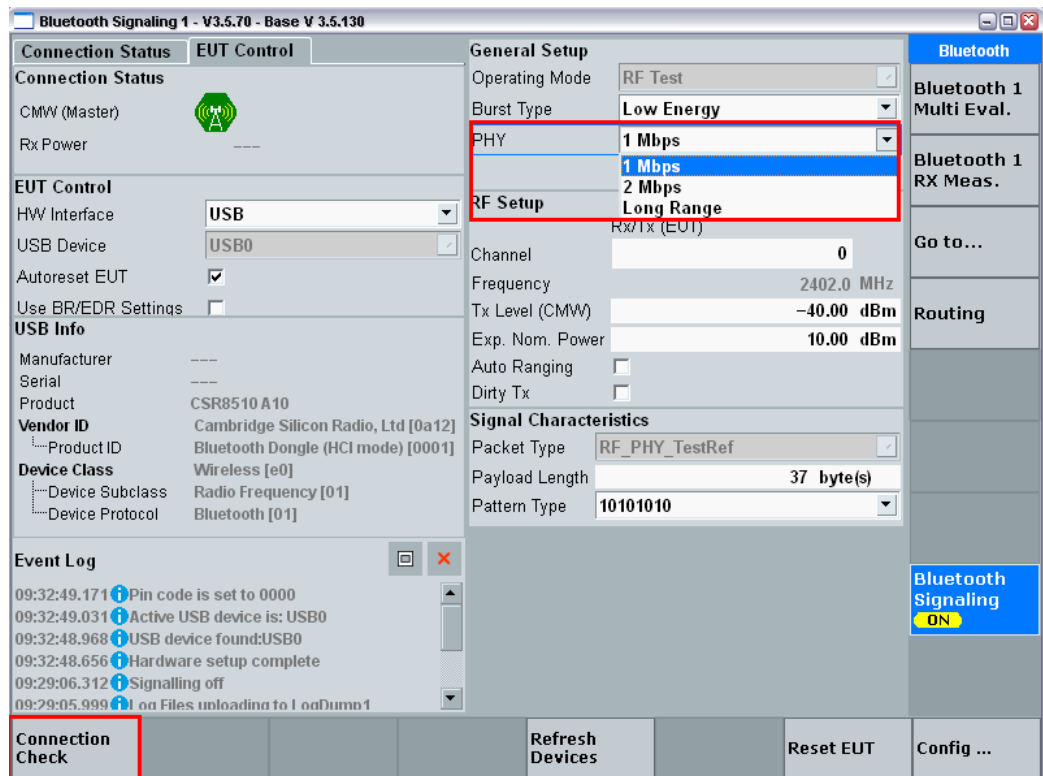 Bluetooth Signaling 1 - V3.5.70 - Base V 3.5.130
Connection Status
EUT Control
Connection Status
CMW (Master)
Rx Power ---
EUT Control
HW Interface USB
USB Device USB0
Autoreset EUT
Use BR/EDR Settings
USB Info
Manufacturer ---
Serial ---
Product CSR8510 A10
Vendor ID Cambridge Silicon Radio, Ltd [0a12]
Product ID Bluetooth Dongle (HCI mode) [0001]
Device Class Wireless [e0]
Device Subclass Radio Frequency [01]
Device Protocol Bluetooth [01]
Event Log
09:32:49.171 Pin code is set to 0000
09:32:49.031 Active USB device is: USB0
09:32:48.968 USB device found:USB0
09:32:48.656 Hardware setup complete
09:29:06.312 Signalling off
09:29:05.999 Log Files uploading to LogDump1
General Setup
Operating Mode RF Test
Burst Type Low Energy
PHY 1 Mbps
1 Mbps
2 Mbps
Long Range
RF Setup
Rx/Tx (EUT)
Channel 0
Frequency 2402.0 MHz
Tx Level (CMW) -40.00 dBm
Exp. Nom. Power 10.00 dBm
Auto Ranging
Dirty Tx
Signal Characteristics
Packet Type RF_PHY_TestRef
Payload Length 37 byte(s)
Pattern Type 10101010
Bluetooth
Bluetooth 1
Multi Eval.
Bluetooth 1
RX Meas.
Go to...
Routing
Bluetooth
Signaling
ON
Connection
Check
Refresh
Devices
Reset EUT
Config ...